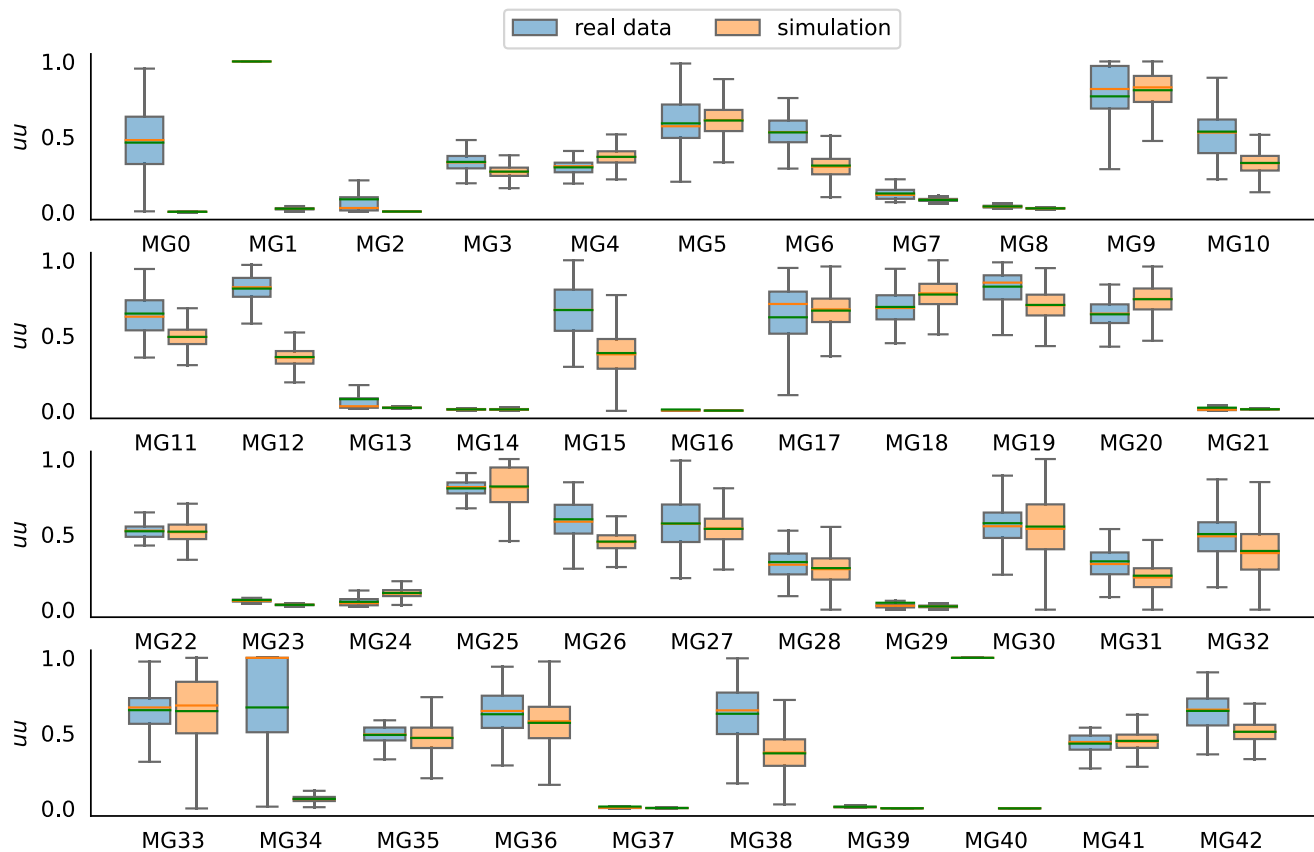 real data simulation
1.0
uu
0.5
0.0
MG0 MG1 MG2 MG3 MG4 MG5 MG6 MG7 MG8 MG9 MG10
1.0
uu
0.5
0.0
MG11 MG12 MG13 MG14 MG15 MG16 MG17 MG18 MG19 MG20 MG21
1.0
uu
0.5
0.0
MG22 MG23 MG24 MG25 MG26 MG27 MG28 MG29 MG30 MG31 MG32
1.0
uu
0.5
0.0
MG33 MG34 MG35 MG36 MG37 MG38 MG39 MG40 MG41 MG42